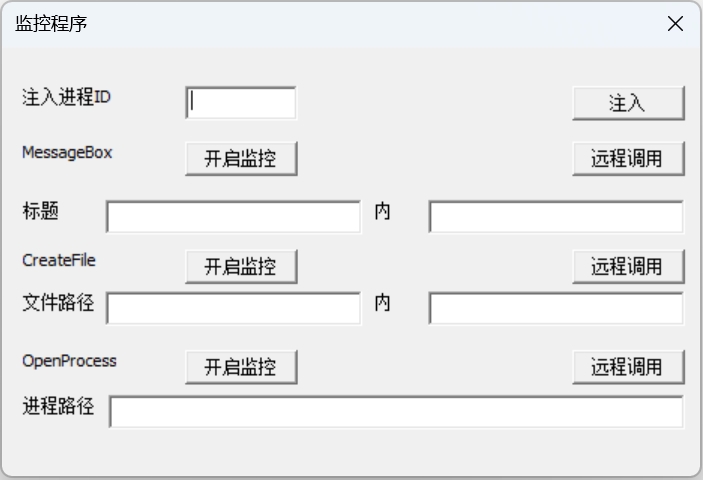 监控程序
注入进程ID 注入
MessageBox 开启监控 远程调用
标题 内
CreateFile 开启监控 远程调用
文件路径 内
OpenProcess 开启监控 远程调用
进程路径